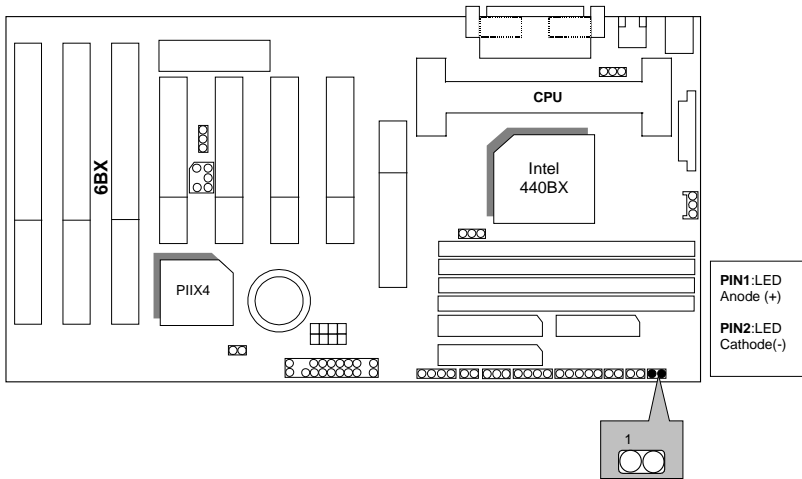 CPU
6BX
Intel
440BX
PIIX4
PIN1:LED
Anode (+)
PIN2:LED
Cathode(-)
1